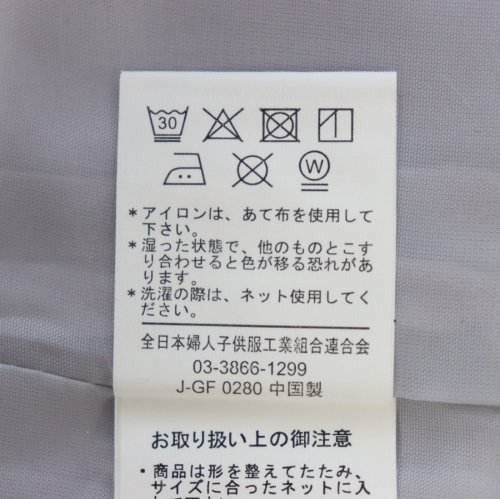 30
W
*アイロンは、あて布を使用して
下さい。
*湿った状態で、他のものとこす
り合わせると色が移る恐れがあ
ります。
*洗濯の際は、ネット使用してく
ださい。
全日本婦人子供服工業組合連合会
03-3866-1299
J-GF 0280 中国製
お取り扱い上の御注意
・商品は形を整えてたたみ、
サイズに合ったネットに入